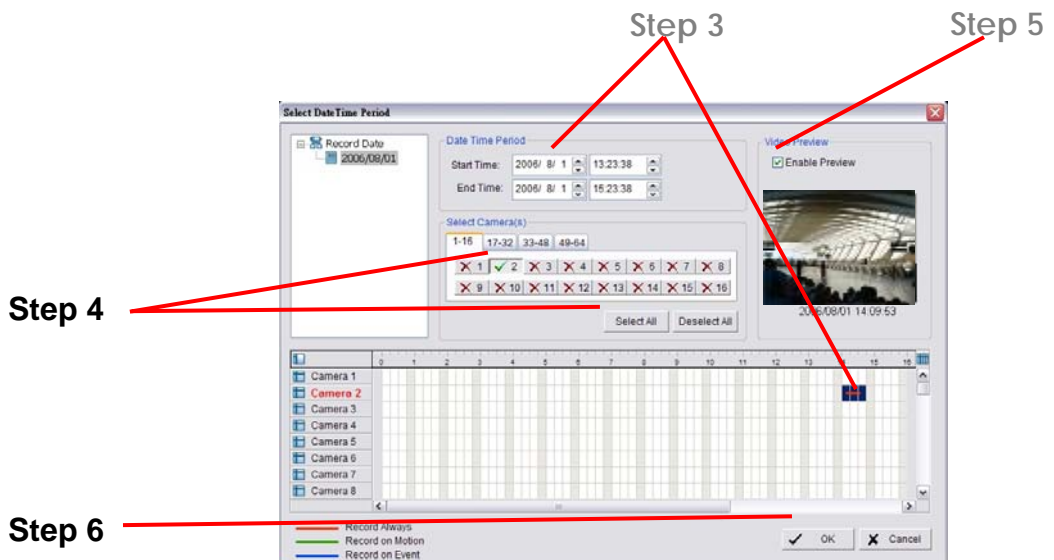 Step 3
Step 5
Select DateTime Period
Record Date
2006/08/01
Date Time Period
Start Time: 2006/ 8/ 1 13:23:38
End Time: 2006/ 8/ 1 15:23:38
Select Camera(s)
1-16 17-32 33-48 49-64
1 2 3 4 5 6 7 8
9 10 11 12 13 14 15 16
Select All Deselect All
Video Preview
Enable Preview
2006/08/01 14:09:53
Step 4
0 1 2 3 4 5 6 7 8 9 10 11 12 13 14 15 16
Camera 1
Camera 2
Camera 3
Camera 4
Camera 5
Camera 6
Camera 7
Camera 8
Step 6
Record Always
Record on Motion
Record on Event
OK Cancel